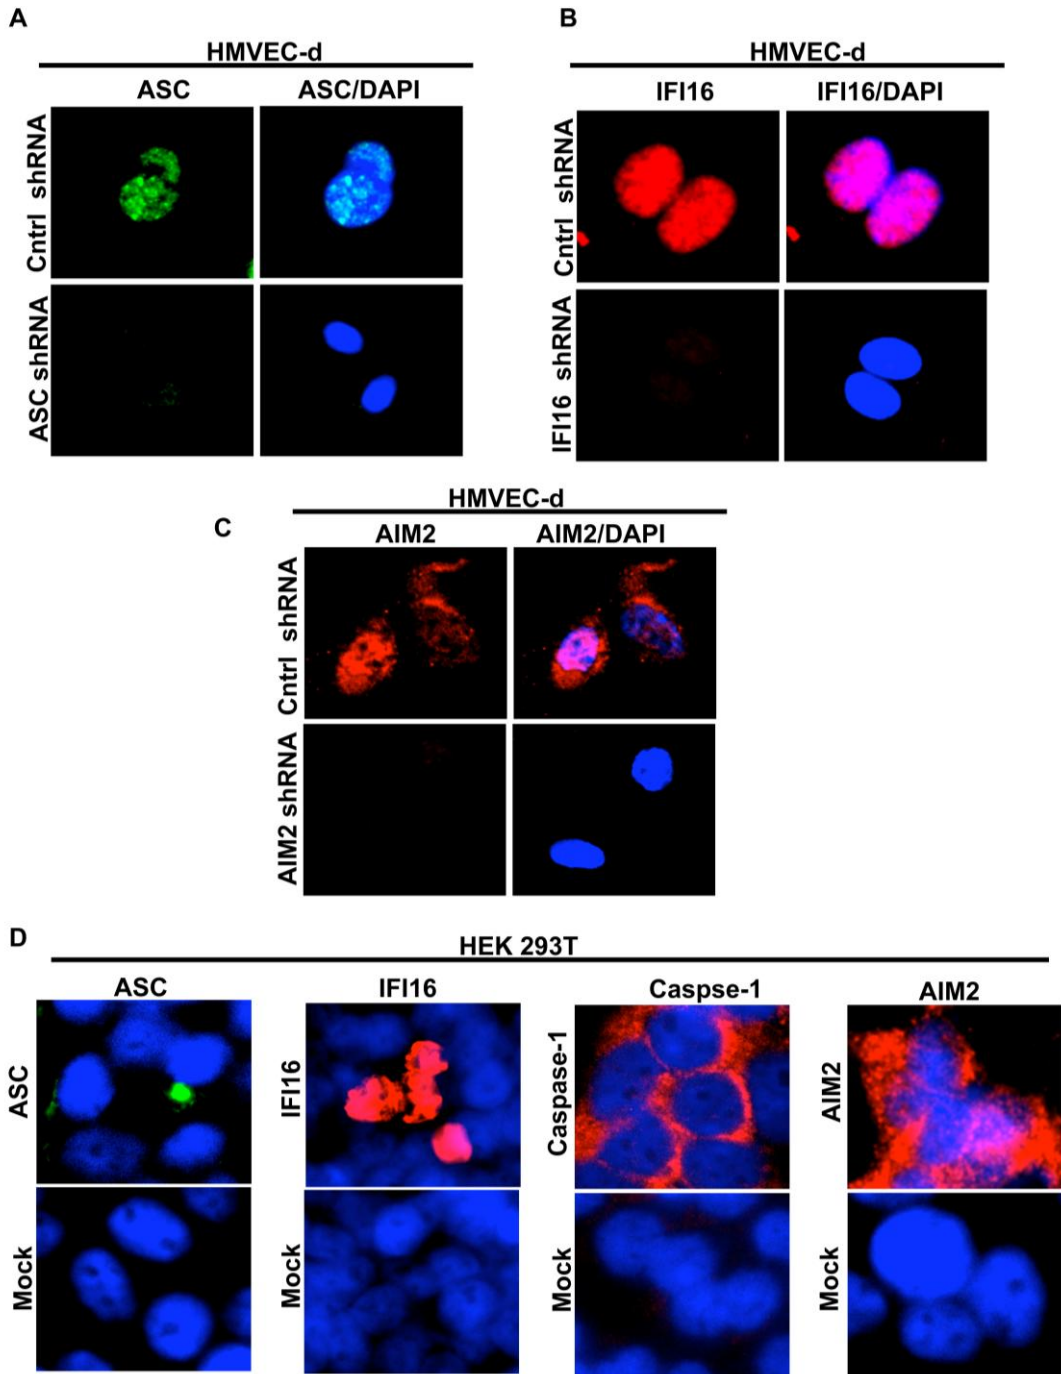 A
HMVEC-d
ASC
ASC/DAPI
Cntrl shRNA
ASC shRNA
B
HMVEC-d
IFI16
IFI16/DAPI
Cntrl shRNA
IFI16 shRNA
C
HMVEC-d
AIM2
AIM2/DAPI
Cntrl shRNA
AIM2 shRNA
D
HEK 293T
ASC
IFI16
Caspse-1
AIM2
ASC
IFI16
Caspase-1
AIM2
Mock
Mock
Mock
Mock